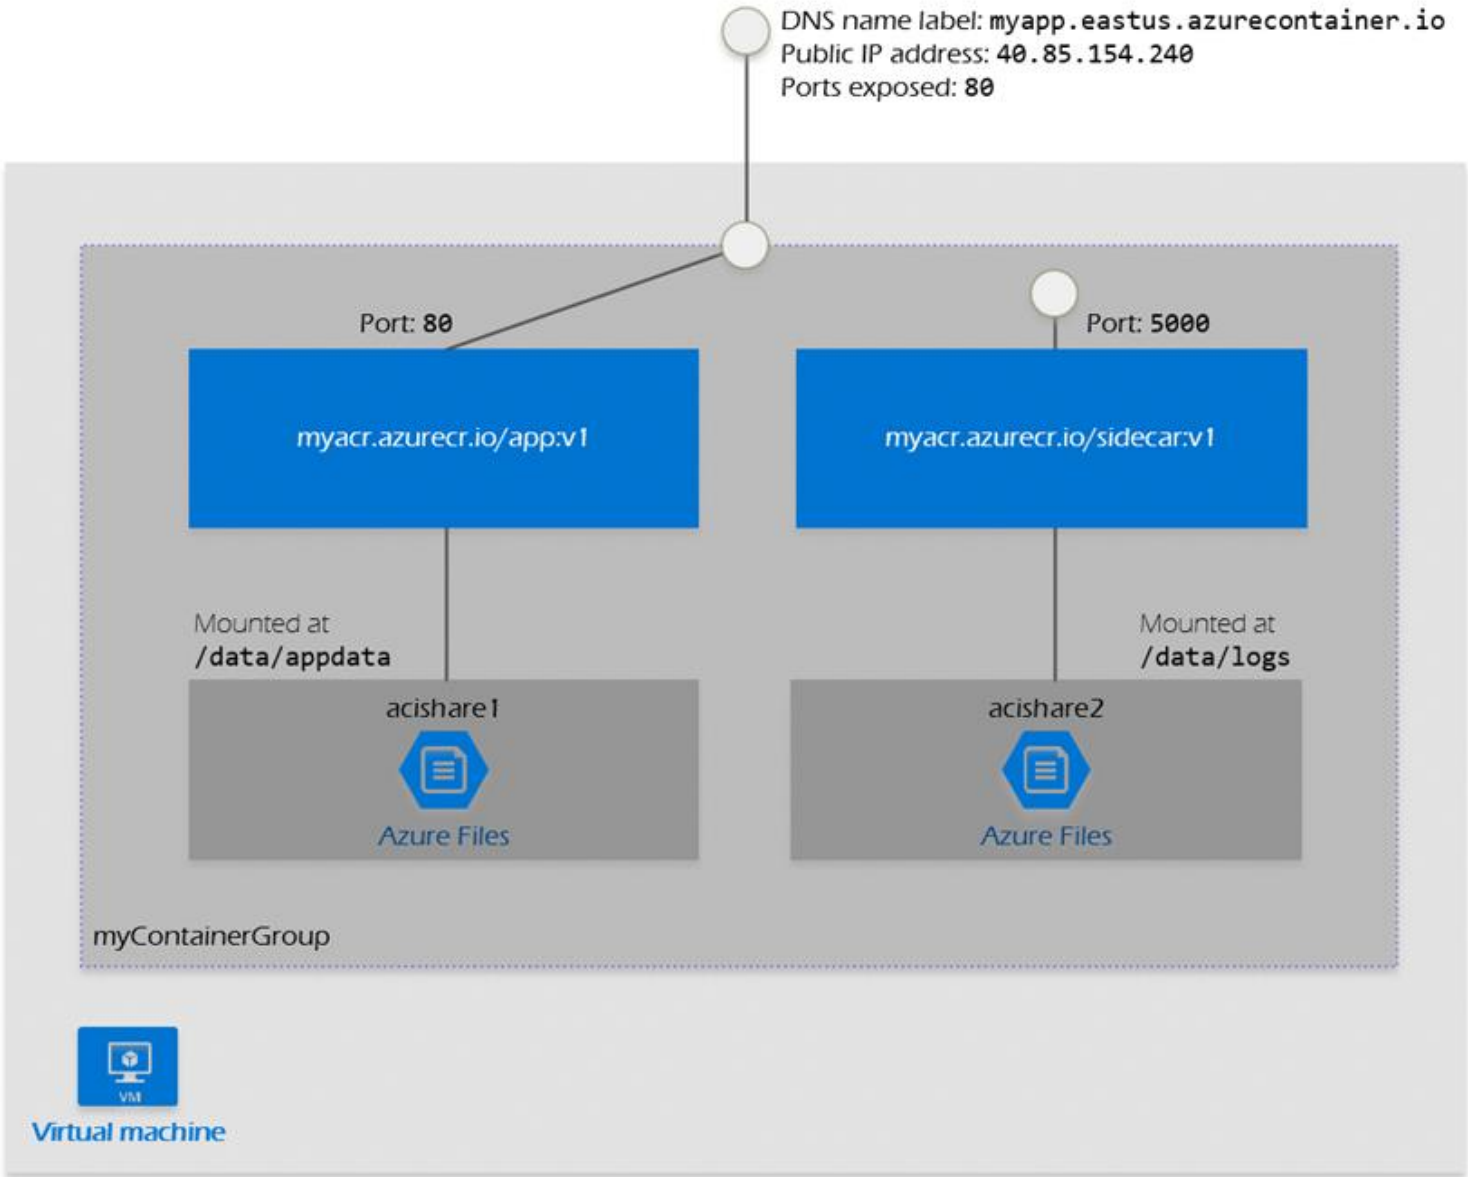 DNS name label: myapp.eastus.azurecontainer.io
Public IP address: 40.85.154.240
Ports exposed: 80
Port: 80
Port: 5000
myacr.azurecr.io/app:v1
myacr.azurecr.io/sidecar:v1
Mounted at
/data/appdata
Mounted at
/data/logs
acishare1
Azure Files
acishare2
Azure Files
myContainerGroup
VM
Virtual machine